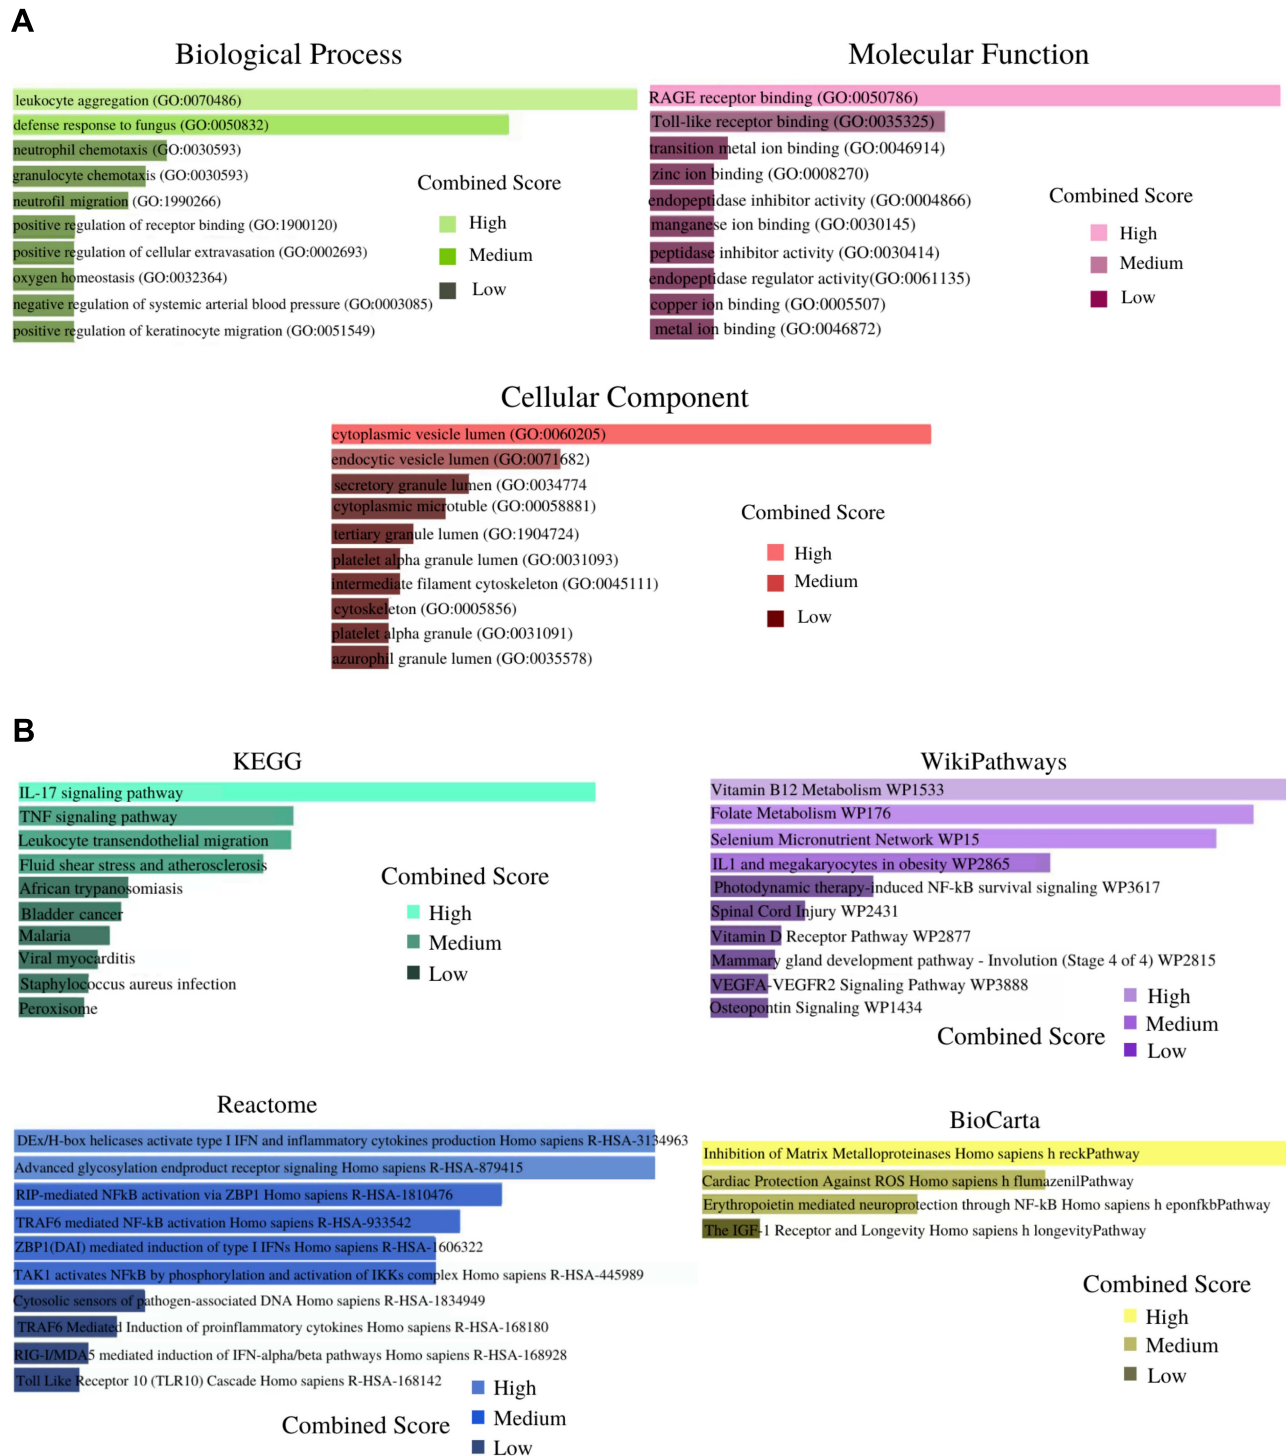 A
Biological Process
leukocyte aggregation (GO:0070486)
defense response to fungus (GO:0050832)
neutrophil chemotaxis (GO:0030593)
granulocyte chemotaxis (GO:0030593)
neutrofil migration (GO:1990266)
positive regulation of receptor binding (GO:1900120)
positive regulation of cellular extravasation (GO:0002693)
oxygen homeostasis (GO:0032364)
negative regulation of systemic arterial blood pressure (GO:0003085)
positive regulation of keratinocyte migration (GO:0051549)
Combined Score
High
Medium
Low
Molecular Function
RAGE receptor binding (GO:0050786)
Toll-like receptor binding (GO:0035325)
transition metal ion binding (GO:0046914)
zinc ion binding (GO:0008270)
endopeptidase inhibitor activity (GO:0004866)
manganese ion binding (GO:0030145)
peptidase inhibitor activity (GO:0030414)
endopeptidase regulator activity(GO:0061135)
copper ion binding (GO:0005507)
metal ion binding (GO:0046872)
Combined Score
High
Medium
Low
Cellular Component
cytoplasmic vesicle lumen (GO:0060205)
endocytic vesicle lumen (GO:0071682)
secretory granule lumen (GO:0034774
cytoplasmic microtuble (GO:00058881)
tertiary granule lumen (GO:1904724)
platelet alpha granule lumen (GO:0031093)
intermediate filament cytoskeleton (GO:0045111)
cytoskeleton (GO:0005856)
platelet alpha granule (GO:0031091)
azurophil granule lumen (GO:0035578)
Combined Score
High
Medium
Low
B
KEGG
IL-17 signaling pathway
TNF signaling pathway
Leukocyte transendothelial migration
Fluid shear stress and atherosclerosis
African trypanosomiasis
Bladder cancer
Malaria
Viral myocarditis
Staphylococcus aureus infection
Peroxisome
Combined Score
High
Medium
Low
WikiPathways
Vitamin B12 Metabolism WP1533
Folate Metabolism WP176
Selenium Micronutrient Network WP15
IL1 and megakaryocytes in obesity WP2865
Photodynamic therapy-induced NF-kB survival signaling WP3617
Spinal Cord Injury WP2431
Vitamin D Receptor Pathway WP2877
Mammary gland development pathway - Involution (Stage 4 of 4) WP2815
VEGFA-VEGFR2 Signaling Pathway WP3888
Osteopontin Signaling WP1434
Combined Score
High
Medium
Low
Reactome
DEx/H-box helicases activate type I IFN and inflammatory cytokines production Homo sapiens R-HSA-3134963
Advanced glycosylation endproduct receptor signaling Homo sapiens R-HSA-879415
RIP-mediated NFkB activation via ZBP1 Homo sapiens R-HSA-1810476
TRAF6 mediated NF-kB activation Homo sapiens R-HSA-933542
ZBP1(DAI) mediated induction of type I IFNs Homo sapiens R-HSA-1606322
TAK1 activates NFkB by phosphorylation and activation of IKKs complex Homo sapiens R-HSA-445989
Cytosolic sensors of pathogen-associated DNA Homo sapiens R-HSA-1834949
TRAF6 Mediated Induction of proinflammatory cytokines Homo sapiens R-HSA-168180
RIG-I/MDA5 mediated induction of IFN-alpha/beta pathways Homo sapiens R-HSA-168928
Toll Like Receptor 10 (TLR10) Cascade Homo sapiens R-HSA-168142
Combined Score
High
Medium
Low
BioCarta
Inhibition of Matrix Metalloproteinases Homo sapiens h reckPathway
Cardiac Protection Against ROS Homo sapiens h flumazenilPathway
Erythropoietin mediated neuroprotection through NF-kB Homo sapiens h eponfkbPathway
The IGF-1 Receptor and Longevity Homo sapiens h longevityPathway
Combined Score
High
Medium
Low